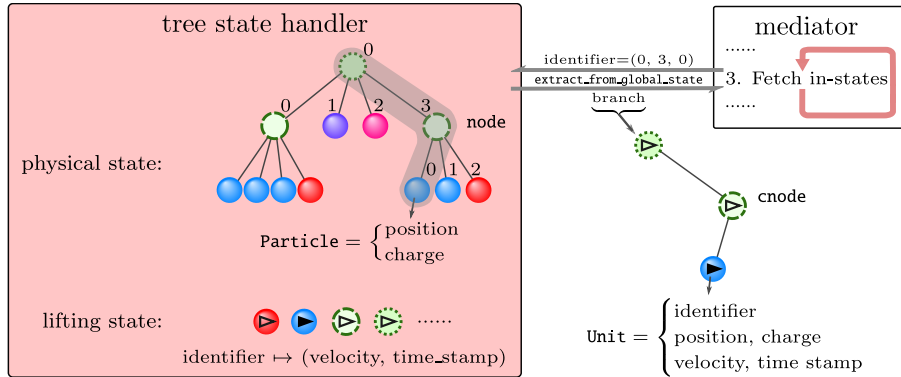 tree state handler
0
0
1
2
3
node
physical state:
0
1
2
Particle = { position
charge
lifting state:
......
identifier ↦ (velocity, time_stamp)
identifier=(0, 3, 0)
extract_from_global_state
branch
mediator
......
3. Fetch in-states
......
cnode
Unit = { identifier
position, charge
velocity, time stamp